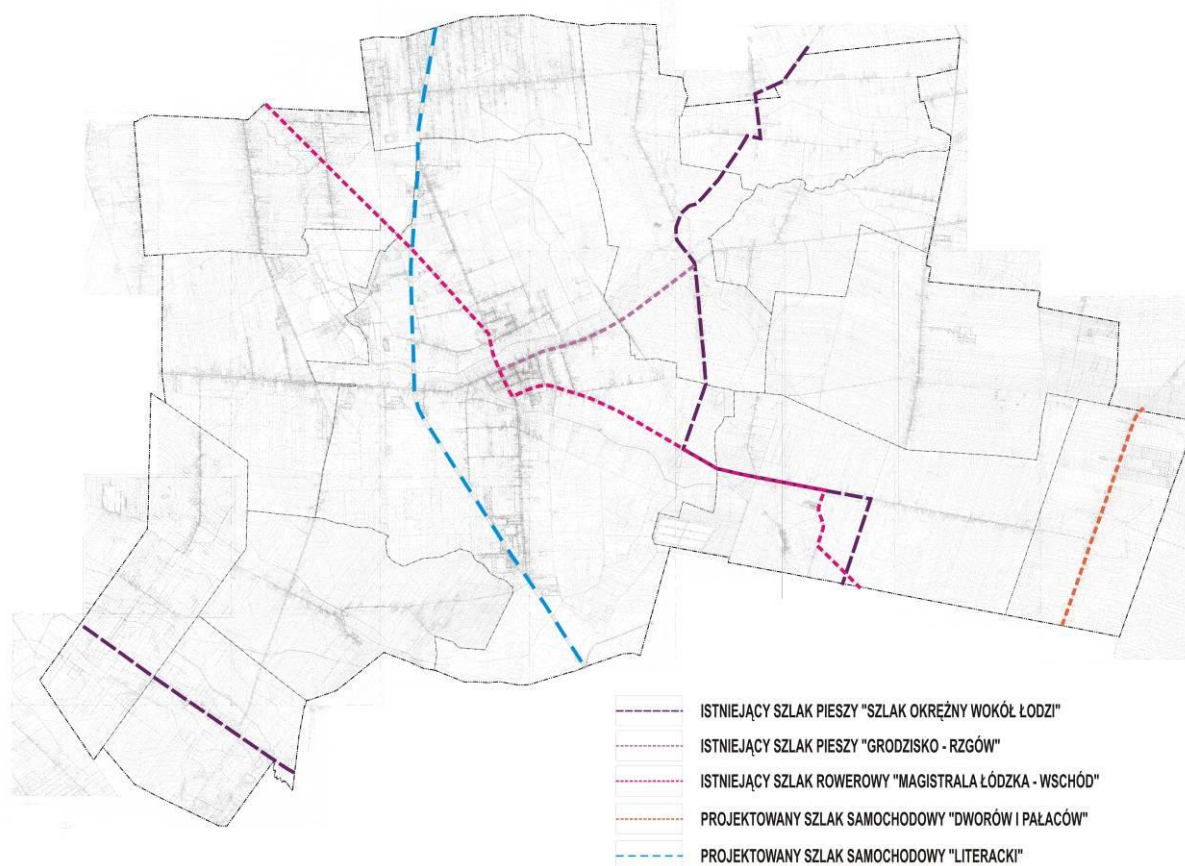 ISTNIEJĄCY SZLAK PIESZY "SZLAK OKRĘŻNY WOKÓŁ ŁODZI"
ISTNIEJĄCY SZLAK PIESZY "GRODZISKO - RZGÓW"
ISTNIEJĄCY SZLAK ROWEROWY "MAGISTRALA ŁÓDZKA - WSCHÓD"
PROJEKTOWANY SZLAK SAMOCHODOWY "DWORÓW I PAŁACÓW"
PROJEKTOWANY SZLAK SAMOCHODOWY "LITERACKI"